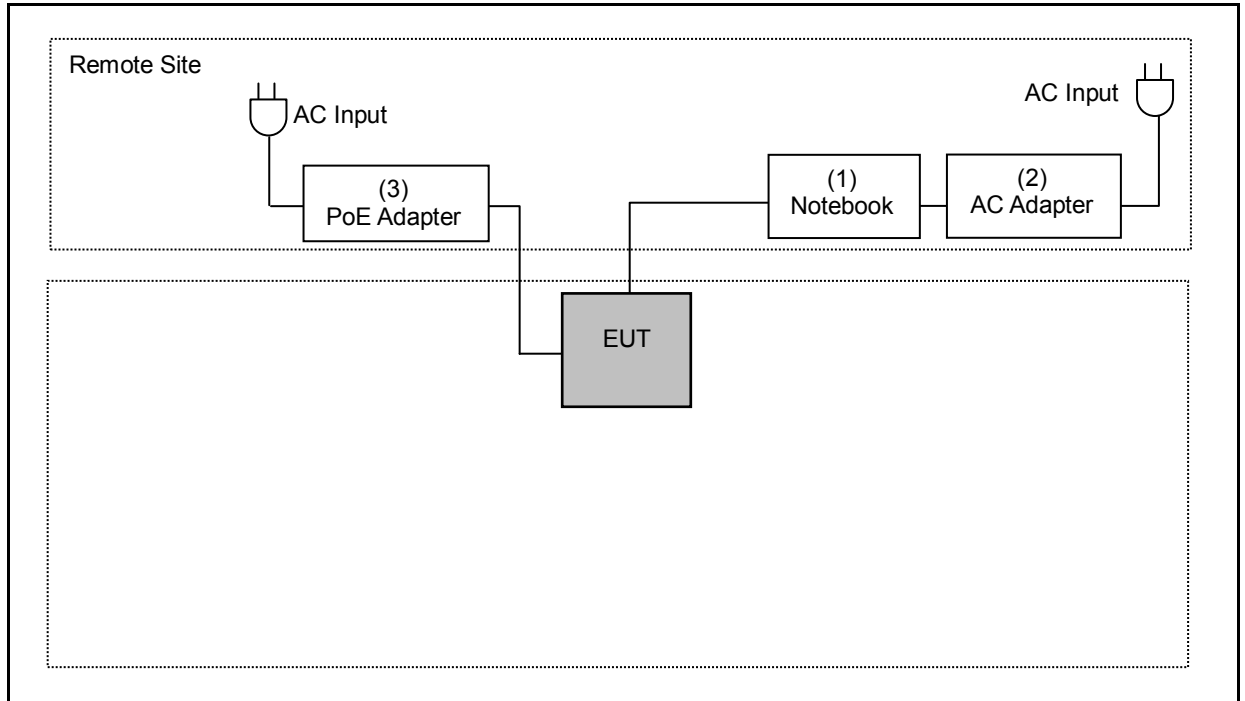 Remote Site
AC Input
AC Input
(3)
PoE Adapter
(1)
Notebook
(2)
AC Adapter
EUT